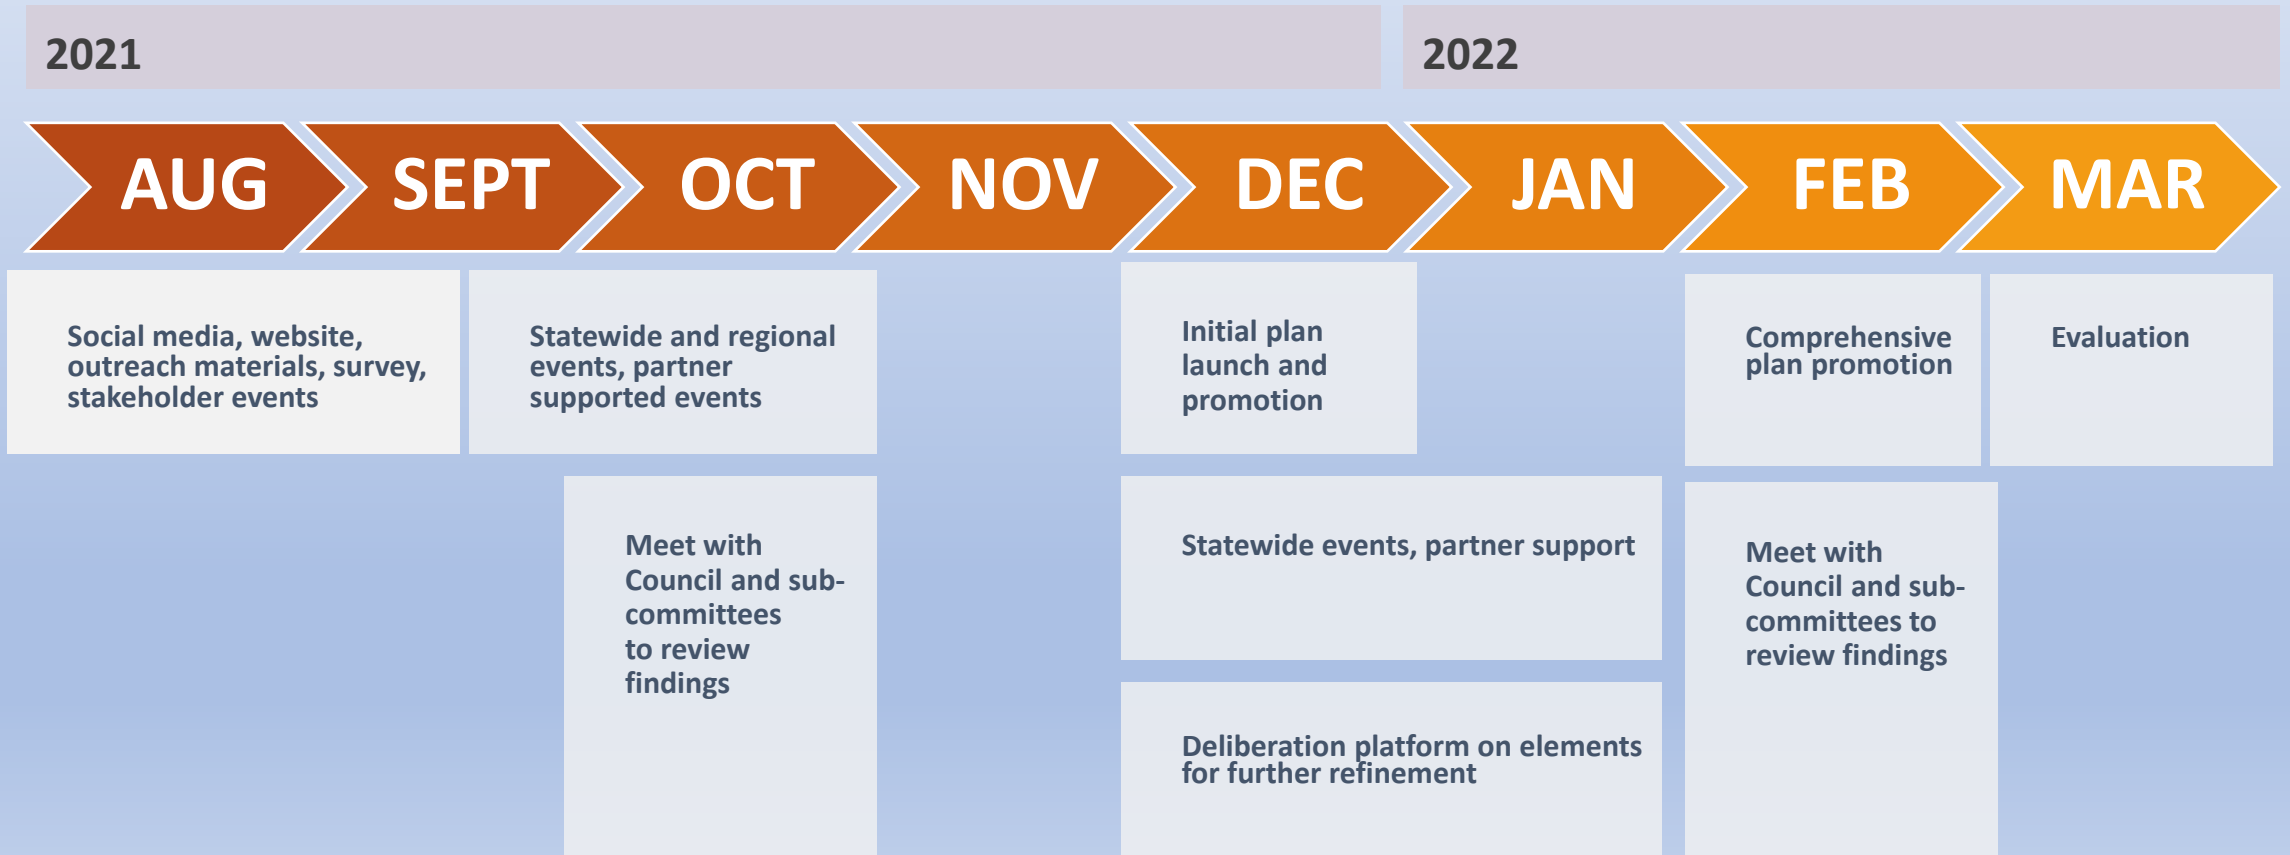 2021
2022
AUG
SEPT
OCT
NOV
DEC
JAN
FEB
MAR
Social media, website,
outreach materials, survey,
stakeholder events
Statewide and regional
events, partner
supported events
Initial plan
launch and
promotion
Comprehensive
plan promotion
Evaluation
Meet with
Council and sub-
committees
to review
findings
Statewide events, partner support
Meet with
Council and sub-
committees to
review findings
Deliberation platform on elements
for further refinement